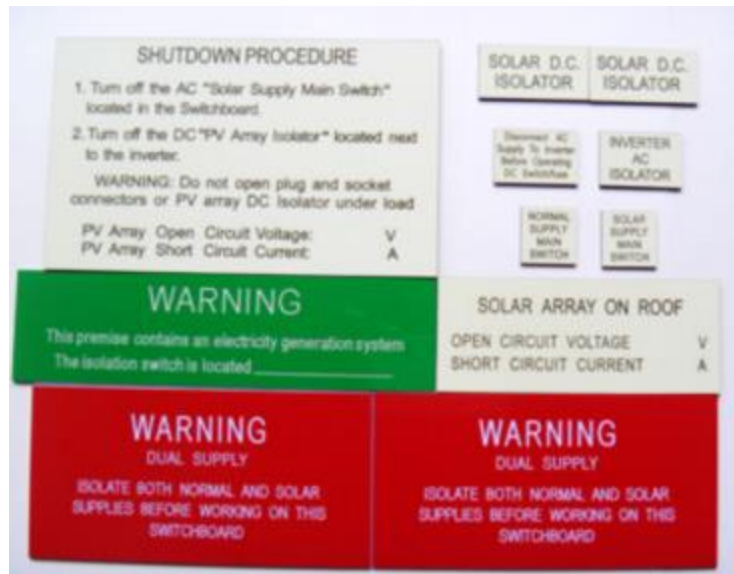 SHUTDOWN PROCEDURE
1. Turn off the AC "Solar Supply Main Switch"
located in the Switchboard
2. Turn off the DC "PV Array Isolator" located next
to the inverter.
WARNING: Do not open plug and socket
connectors or PV array DC Isolator under load
PV Array Open Circuit Voltage: V
PV Array Short Circuit Current: A
SOLAR D.C.
ISOLATOR
SOLAR D.C.
ISOLATOR
Disconnect AC
Supply To Inverter
Before Operating
DC Switchfuse
INVERTER
AC
ISOLATOR
NORMAL
SUPPLY
MAIN
SWITCH
SOLAR
SUPPLY
MAIN
SWITCH
WARNING
This premise contains an electricity generation system
The isolation switch is located
SOLAR ARRAY ON ROOF
OPEN CIRCUIT VOLTAGE V
SHORT CIRCUIT CURRENT A
WARNING
DUAL SUPPLY
ISOLATE BOTH NORMAL AND SOLAR
SUPPLIES BEFORE WORKING ON THIS
SWITCHBOARD
WARNING
DUAL SUPPLY
ISOLATE BOTH NORMAL AND SOLAR
SUPPLIES BEFORE WORKING ON THIS
SWITCHBOARD